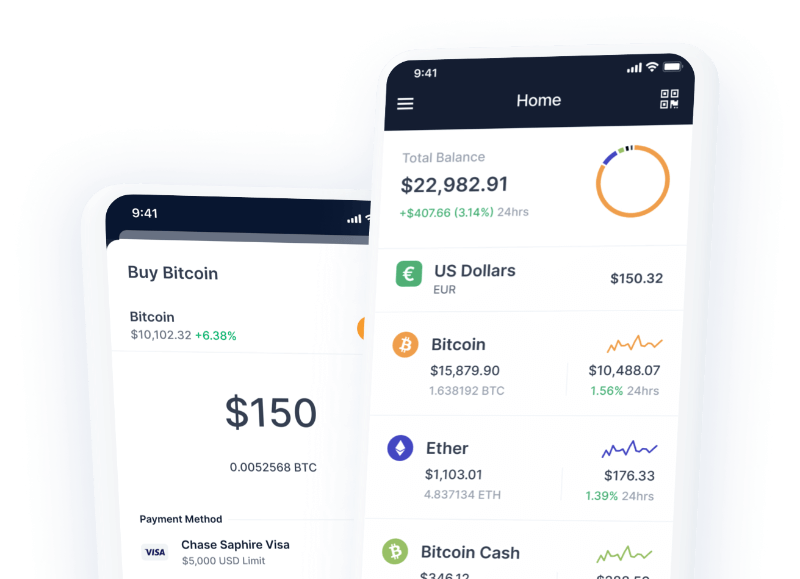 9:41
Buy Bitcoin
Bitcoin
$10,102.32 +6.38%
$150
0.0052568 BTC
Payment Method
VISA
Chase Saphire Visa
$5,000 USD Limit
9:41
Home
Total Balance
$22,982.91
+$407.66 (3.14%) 24hrs
€
US Dollars
EUR
$150.32
Bitcoin
$15,879.90
1.638192 BTC
$10,488.07
1.56% 24hrs
Ether
$1,103.01
4.837134 ETH
$176.33
1.39% 24hrs
Bitcoin Cash
$346.12